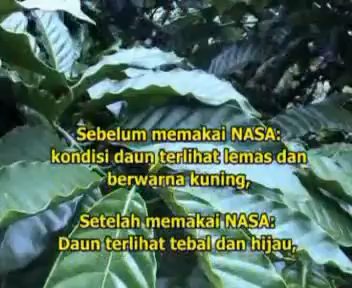 Sebelum memakai NASA:
kondisi daun terlihat lemas dan
berwarna kuning,
Setelah memakai NASA:
Daun terlihat tebal dan hijau,